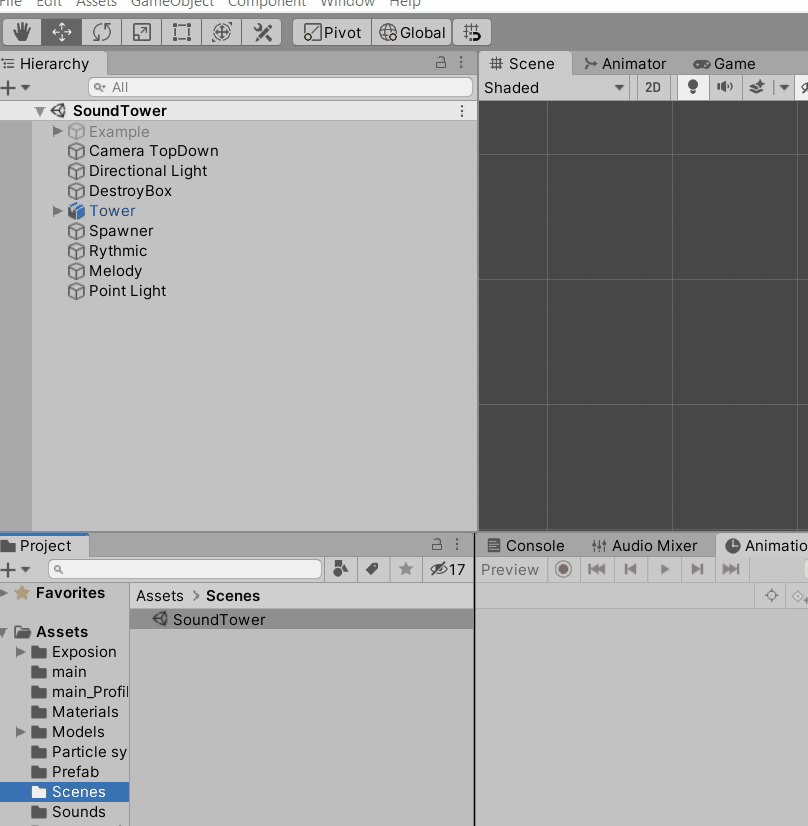 File Edit Assets GameObject Component Window Help
Pivot Global
Hierarchy
All
SoundTower
Example
Camera TopDown
Directional Light
DestroyBox
Tower
Spawner
Rythmic
Melody
Point Light
Scene Animator Game
Shaded 2D
Project
17
Favorites
Assets
Exposion
main
main_Profil
Materials
Models
Particle sy
Prefab
Scenes
Sounds
Assets > Scenes
SoundTower
Console Audio Mixer Animatio
Preview